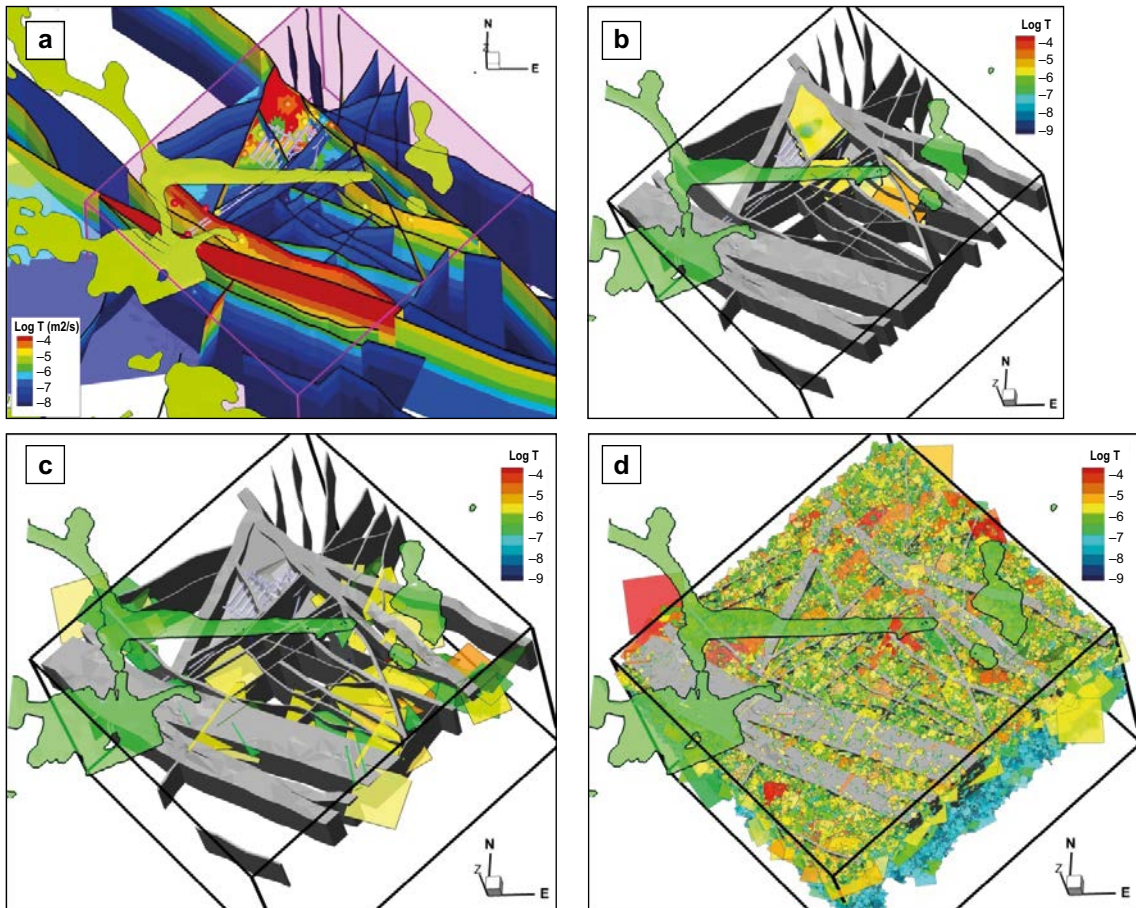 a
N
Z
E
Log T (m2/s)
–4
–5
–6
–7
–8
b
Log T
–4
–5
–6
–7
–8
–9
N
Z
E
c
Log T
–4
–5
–6
–7
–8
–9
N
Z
E
d
Log T
–4
–5
–6
–7
–8
–9
N
Z
E